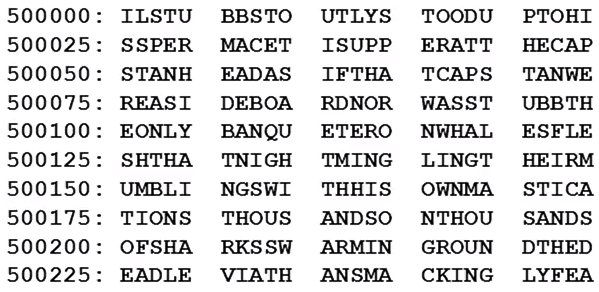 500000: ILSTU BBSTO UTLYS TOODU PTOHI
500025: SSPER MACET ISUPP ERATT HECAP
500050: STANH EADAS IFTHA TCAPS TANWE
500075: REASI DEBOA RDNOR WASST UBBTH
500100: EONLY BANQU ETERO NWHAL ESFLE
500125: SHTHA TNIGH TMING LINGT HEIRM
500150: UMBLI NGSWI THHIS OWNMA STICA
500175: TIONS THOUS ANDSO NTHOU SANDS
500200: OFSHA RKSSW ARMIN GROUN DTHED
500225: EADLE VIATH ANSMA CKING LYFEA